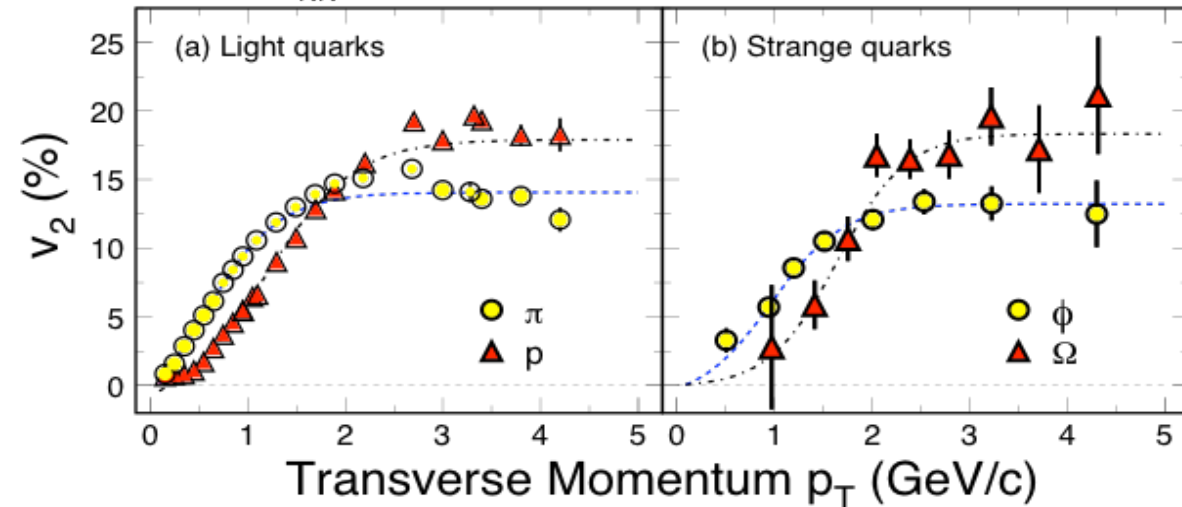 (a) Light quarks
(b) Strange quarks
25
20
15
10
5
0
v₂ (%)
π
p
ϕ
Ω
0 1 2 3 4 5
0 1 2 3 4 5
Transverse Momentum p_T (GeV/c)